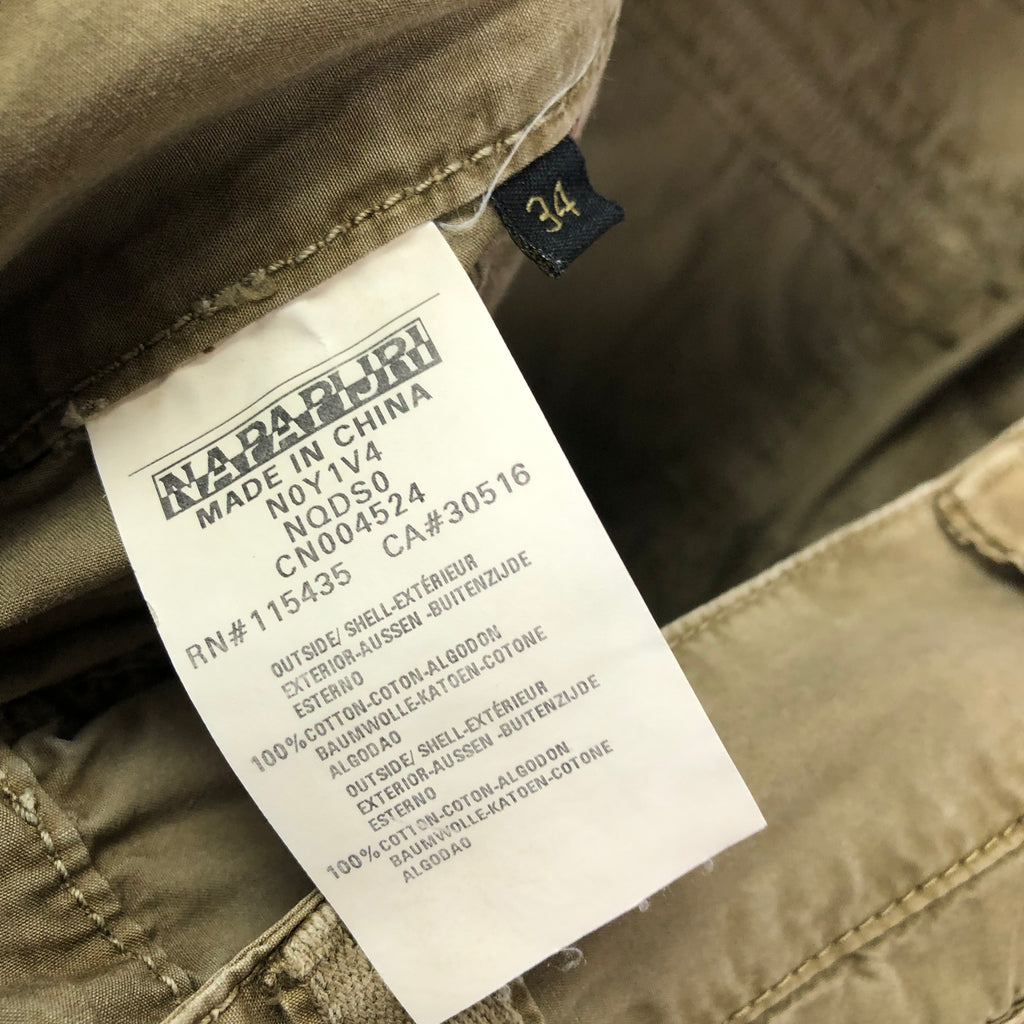 34
NAPAPIJRI
MADE IN CHINA
N0Y1V4
NQDS0
CN004524
RN#115435 CA#30516
OUTSIDE/ SHELL-EXTÉRIEUR
EXTERIOR-AUSSEN -BUITENZIJDE
ESTERNO
100%COTTON-COTON-ALGODON
BAUMWOLLE-KATOEN-COTONE
ALGODAO
OUTSIDE/ SHELL-EXTÉRIEUR
EXTERIOR-AUSSEN -BUITENZIJDE
ESTERNO
100%COTTON-COTON-ALGODON
BAUMWOLLE-KATOEN-COTONE
ALGODAO